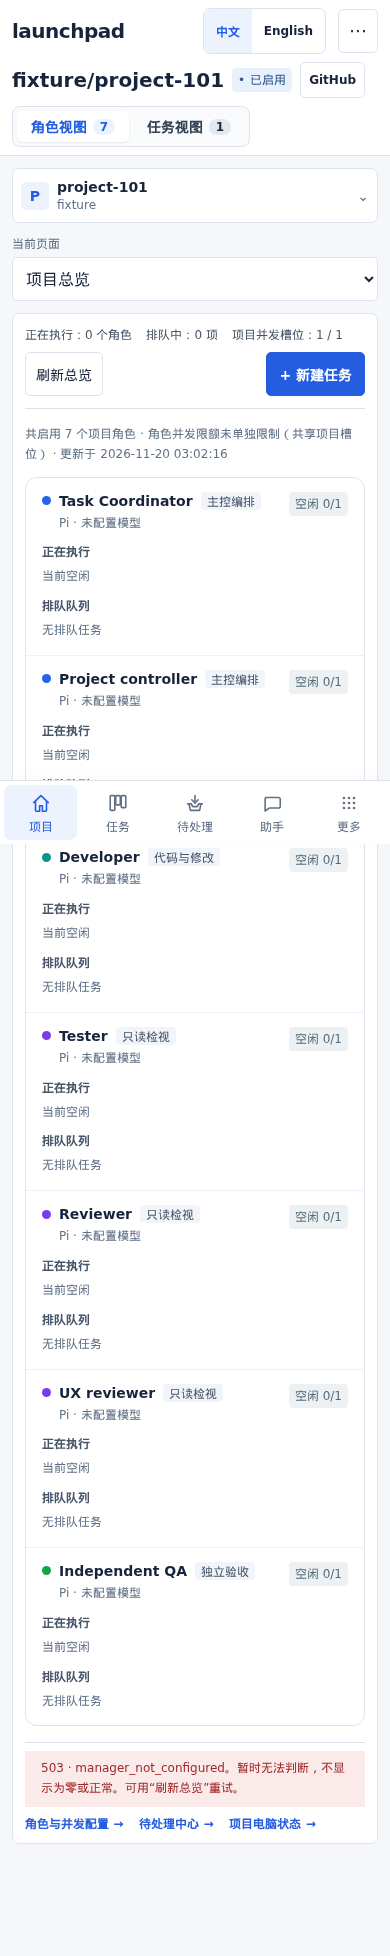 launchpad
中文
English
···
fixture/project-101
• 已启用
GitHub
角色视图 7
任务视图 1
P
project-101
fixture
当前页面
项目总览
正在执行：0 个角色 排队中：0 项 项目并发槽位：1 / 1
刷新总览
+ 新建任务
共启用 7 个项目角色 · 角色并发限额未单独限制（共享项目槽
位） · 更新于 2026-11-20 03:02:16
Task Coordinator 主控编排 空闲 0/1
Pi · 未配置模型
正在执行
当前空闲
排队队列
无排队任务
Project controller 主控编排 空闲 0/1
Pi · 未配置模型
正在执行
当前空闲
项目
任务
待处理
助手
更多
Developer 代码与修改 空闲 0/1
Pi · 未配置模型
正在执行
当前空闲
排队队列
无排队任务
Tester 只读检视 空闲 0/1
Pi · 未配置模型
正在执行
当前空闲
排队队列
无排队任务
Reviewer 只读检视 空闲 0/1
Pi · 未配置模型
正在执行
当前空闲
排队队列
无排队任务
UX reviewer 只读检视 空闲 0/1
Pi · 未配置模型
正在执行
当前空闲
排队队列
无排队任务
Independent QA 独立验收 空闲 0/1
Pi · 未配置模型
正在执行
当前空闲
排队队列
无排队任务
503 · manager_not_configured。暂时无法判断，不显
示为零或正常。可用“刷新总览”重试。
角色与并发配置 → 待处理中心 → 项目电脑状态 →